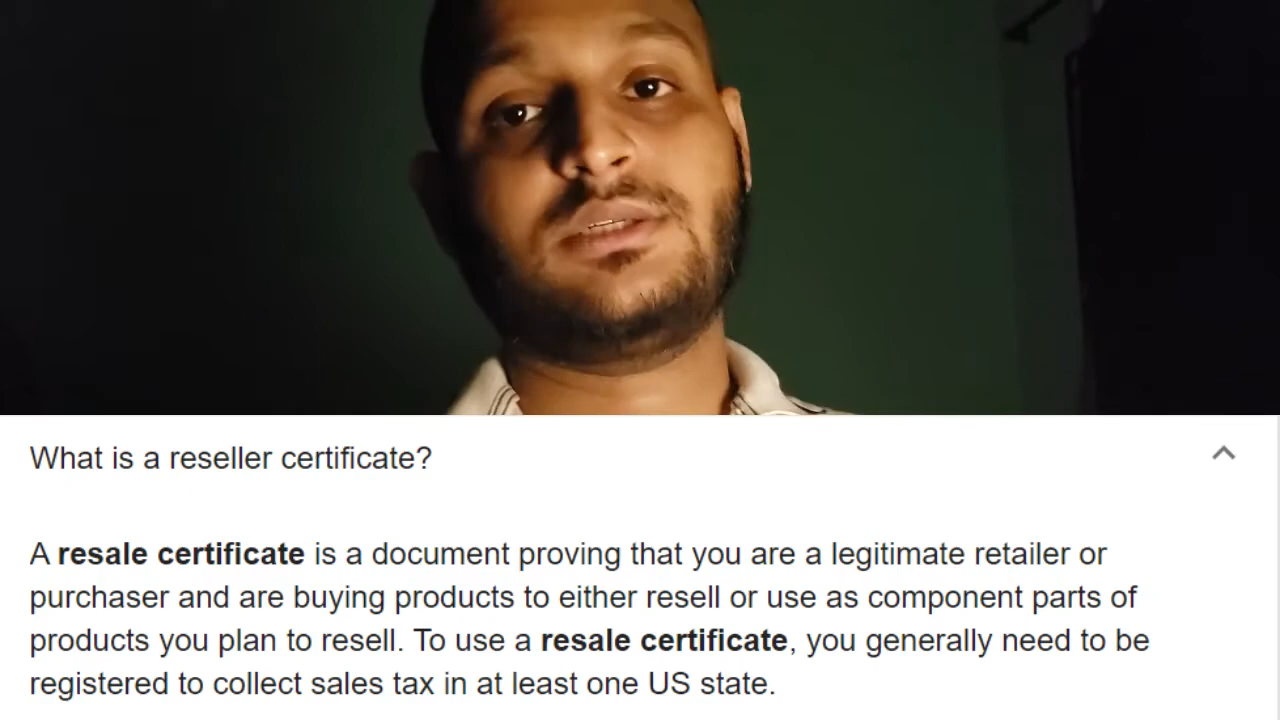 What is a reseller certificate?
A resale certificate is a document proving that you are a legitimate retailer or
purchaser and are buying products to either resell or use as component parts of
products you plan to resell. To use a resale certificate, you generally need to be
registered to collect sales tax in at least one US state.